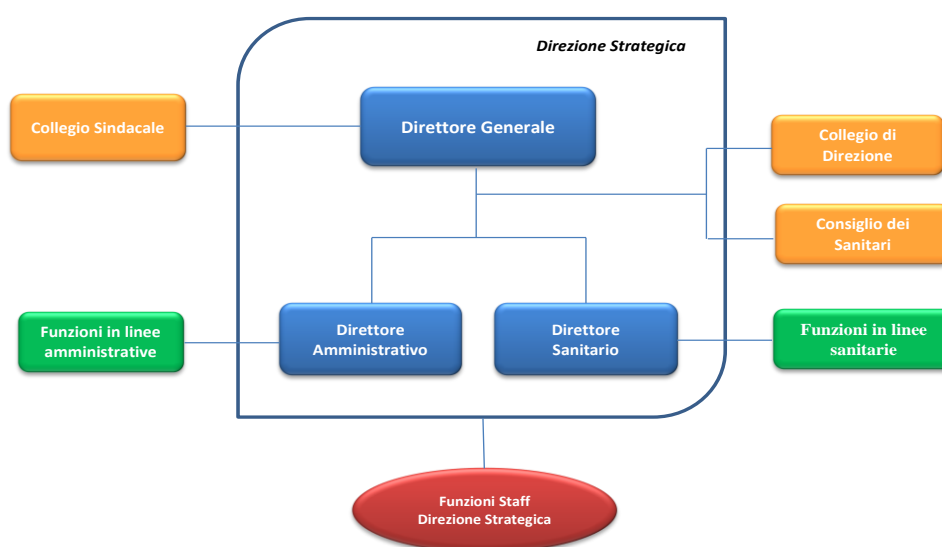 Direzione Strategica
Collegio Sindacale
Direttore Generale
Collegio di
Direzione
Consiglio dei
Sanitari
Funzioni in linee
amministrative
Direttore
Amministrativo
Direttore
Sanitario
Funzioni in linee
sanitarie
Funzioni Staff
Direzione Strategica